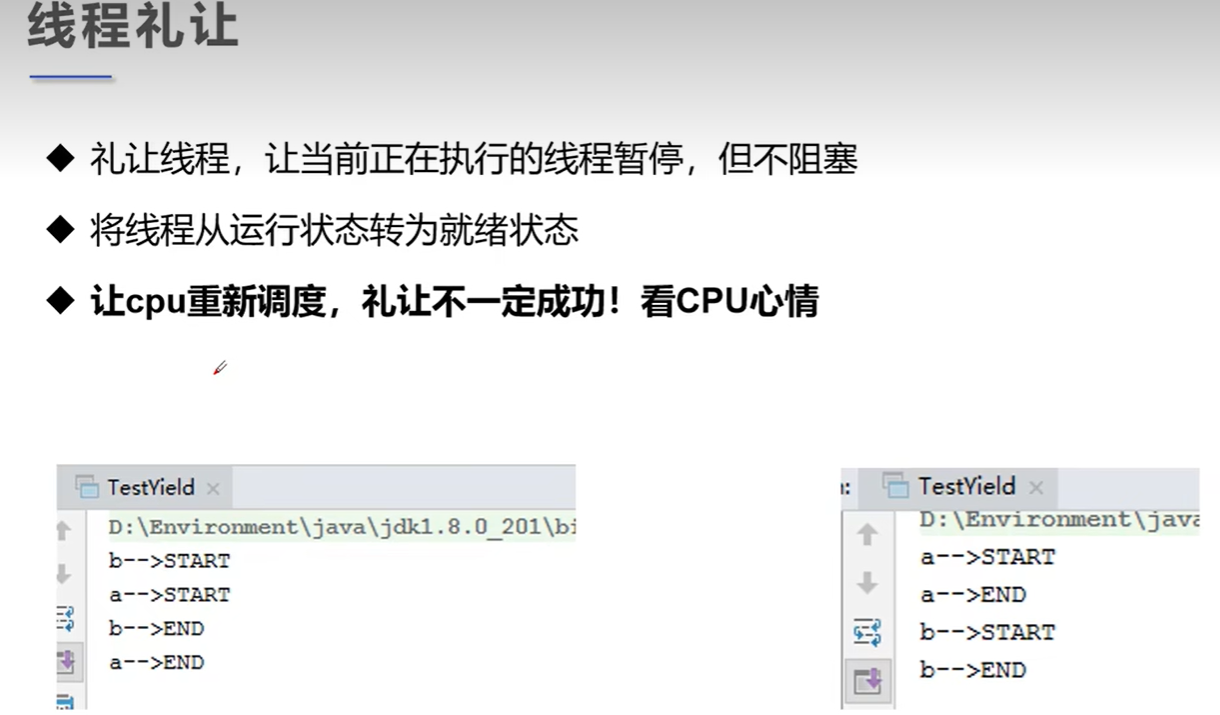 线程礼让
◆ 礼让线程，让当前正在执行的线程暂停，但不阻塞
◆ 将线程从运行状态转为就绪状态
◆ 让cpu重新调度，礼让不一定成功！看CPU心情
TestYield ×
D:\Environment\java\jdk1.8.0_201\bi
b-->START
a-->START
b-->END
a-->END
TestYield ×
D:\Environment\java
a-->START
a-->END
b-->START
b-->END